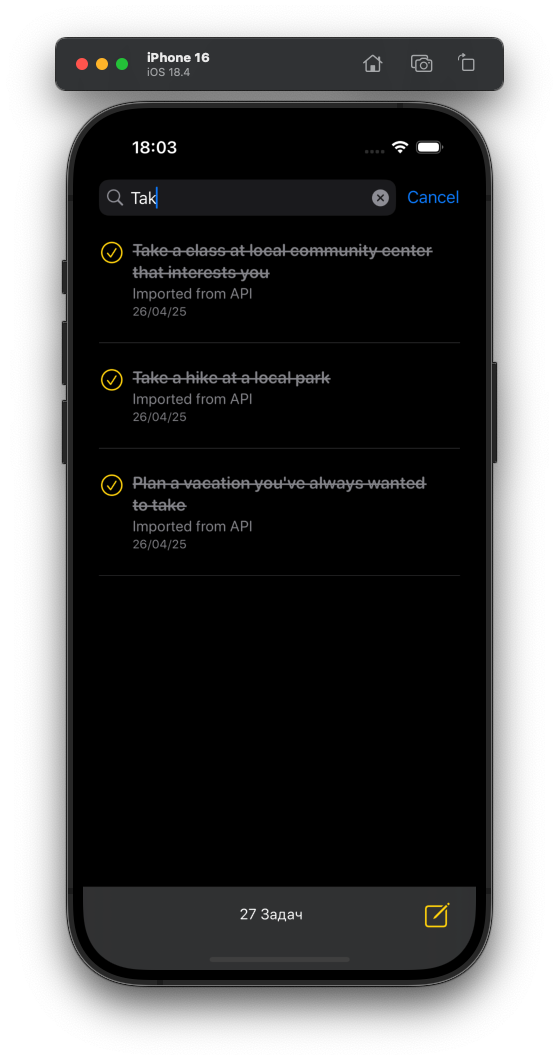 iPhone 16
iOS 18.4
18:03
Tak
Cancel
Take a class at local community center
that interests you
Imported from API
26/04/25
Take a hike at a local park
Imported from API
26/04/25
Plan a vacation you've always wanted
to take
Imported from API
26/04/25
27 Задач